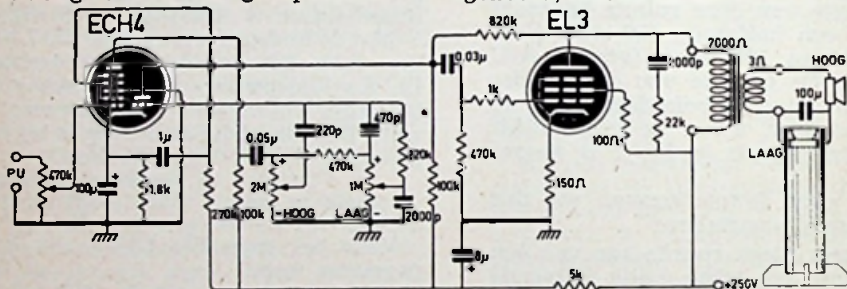 ECH4
EL3
820k
0,03µ
2000p
7000Ω
3Ω
HOOG
100µ
1k
22k
100Ω
LAAG
220p
470p
1µ
0,05µ
470k
220k
470k
PU
470k
100µ
1,8k
2M
1M
150Ω
270k
100k
-HOOG
LAAG-
2000p
100k
8µ
5k
+250V